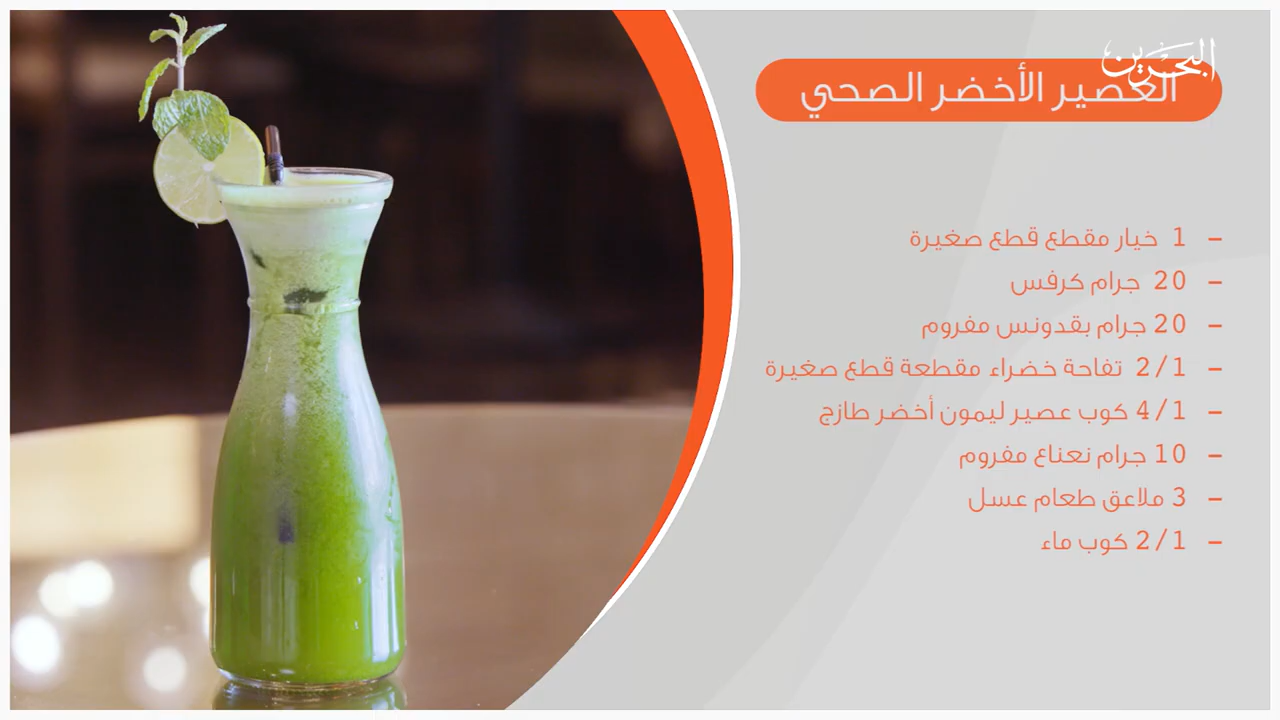 البحرين
العصير الأخضر الصحي
- 1 خيار مقطع قطع صغيرة
- 20 جرام كرفس
- 20 جرام بقدونس مفروم
- 2/1 تفاحة خضراء مقطعة قطع صغيرة
- 4/1 كوب عصير ليمون أخضر طازج
- 10 جرام نعناع مفروم
- 3 ملاعق طعام عسل
- 2/1 كوب ماء